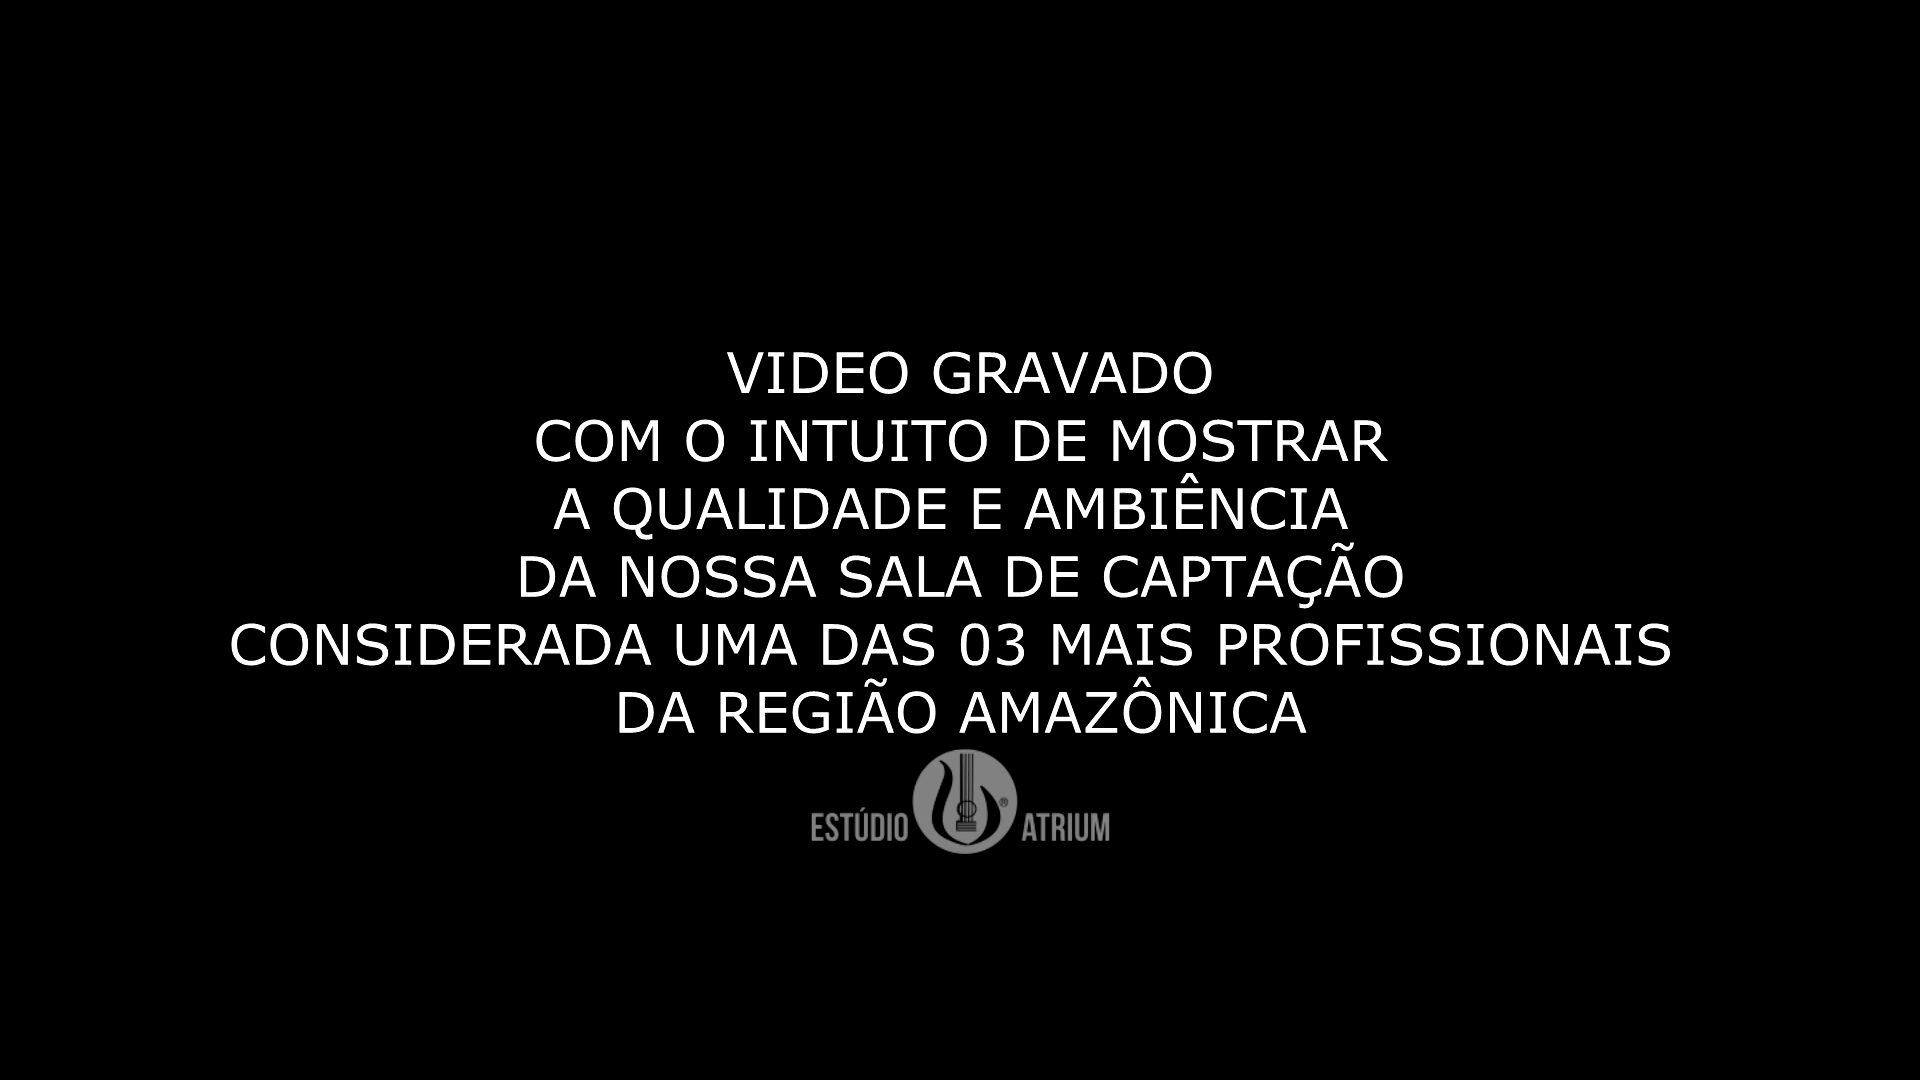 VIDEO GRAVADO
COM O INTUITO DE MOSTRAR
A QUALIDADE E AMBIÊNCIA
DA NOSSA SALA DE CAPTAÇÃO
CONSIDERADA UMA DAS 03 MAIS PROFISSIONAIS
DA REGIÃO AMAZÔNICA
ESTÚDIO ® ATRIUM